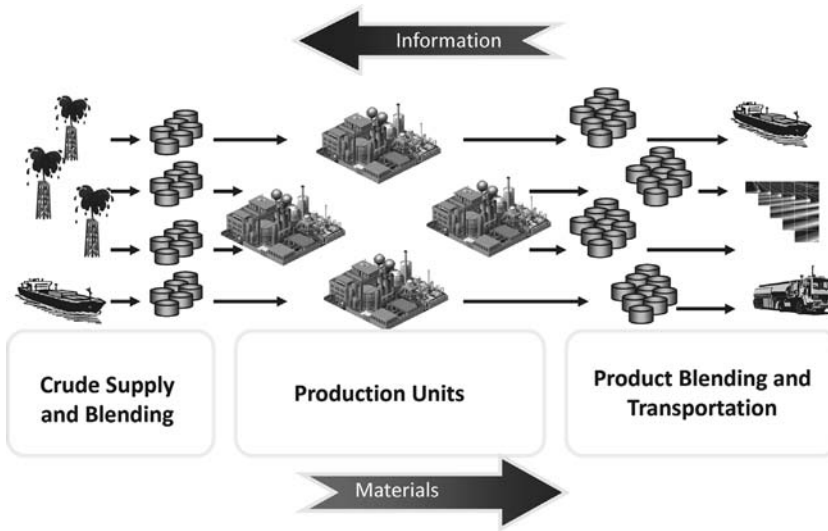 Information
Crude Supply
and Blending
Production Units
Product Blending and
Transportation
Materials